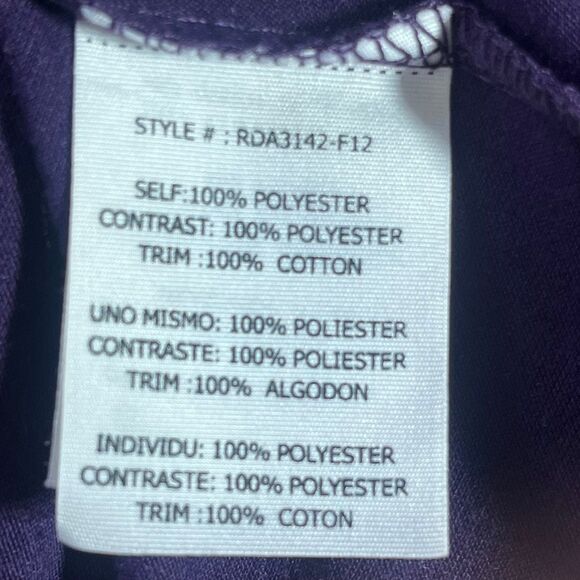 STYLE # : RDA3142-F12
SELF:100% POLYESTER
CONTRAST: 100% POLYESTER
TRIM :100% COTTON
UNO MISMO: 100% POLIESTER
CONTRASTE: 100% POLIESTER
TRIM :100% ALGODON
INDIVIDU: 100% POLYESTER
CONTRASTE: 100% POLYESTER
TRIM :100% COTON